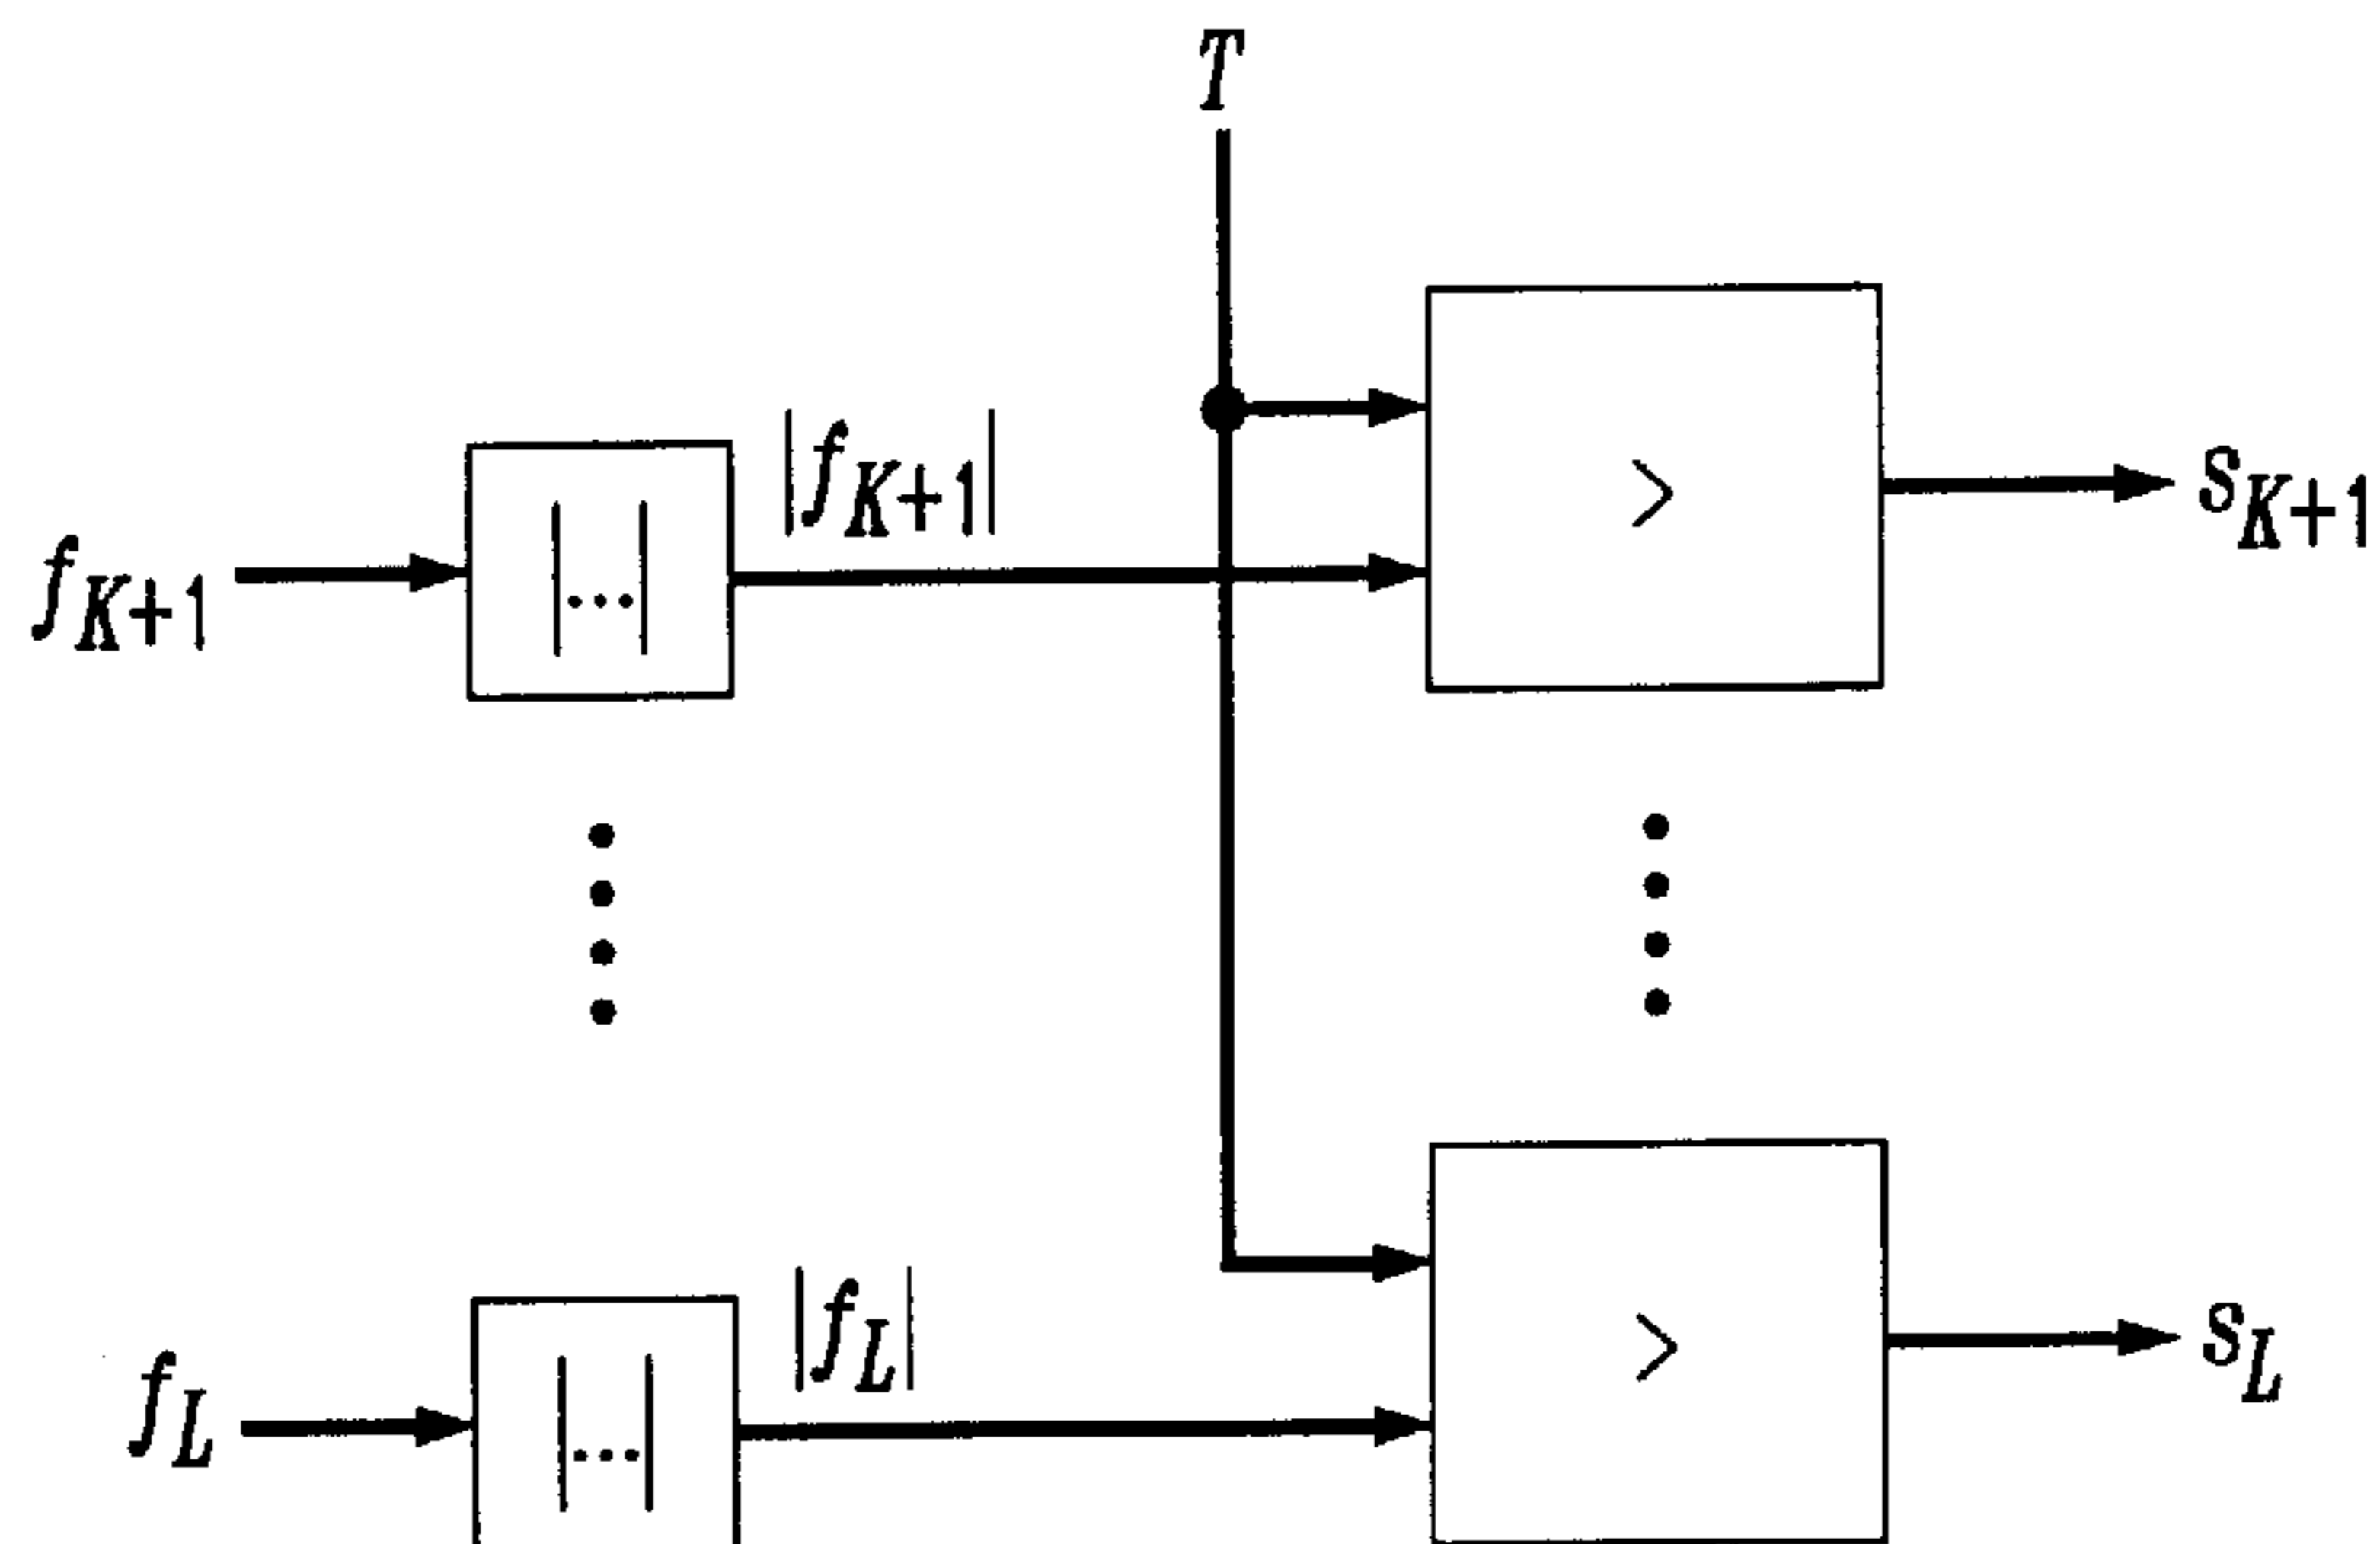 T
|f_{K+1}|
>
s_{K+1}
f_{K+1}
|...|
|f_L|
>
s_L
f_L
|...|